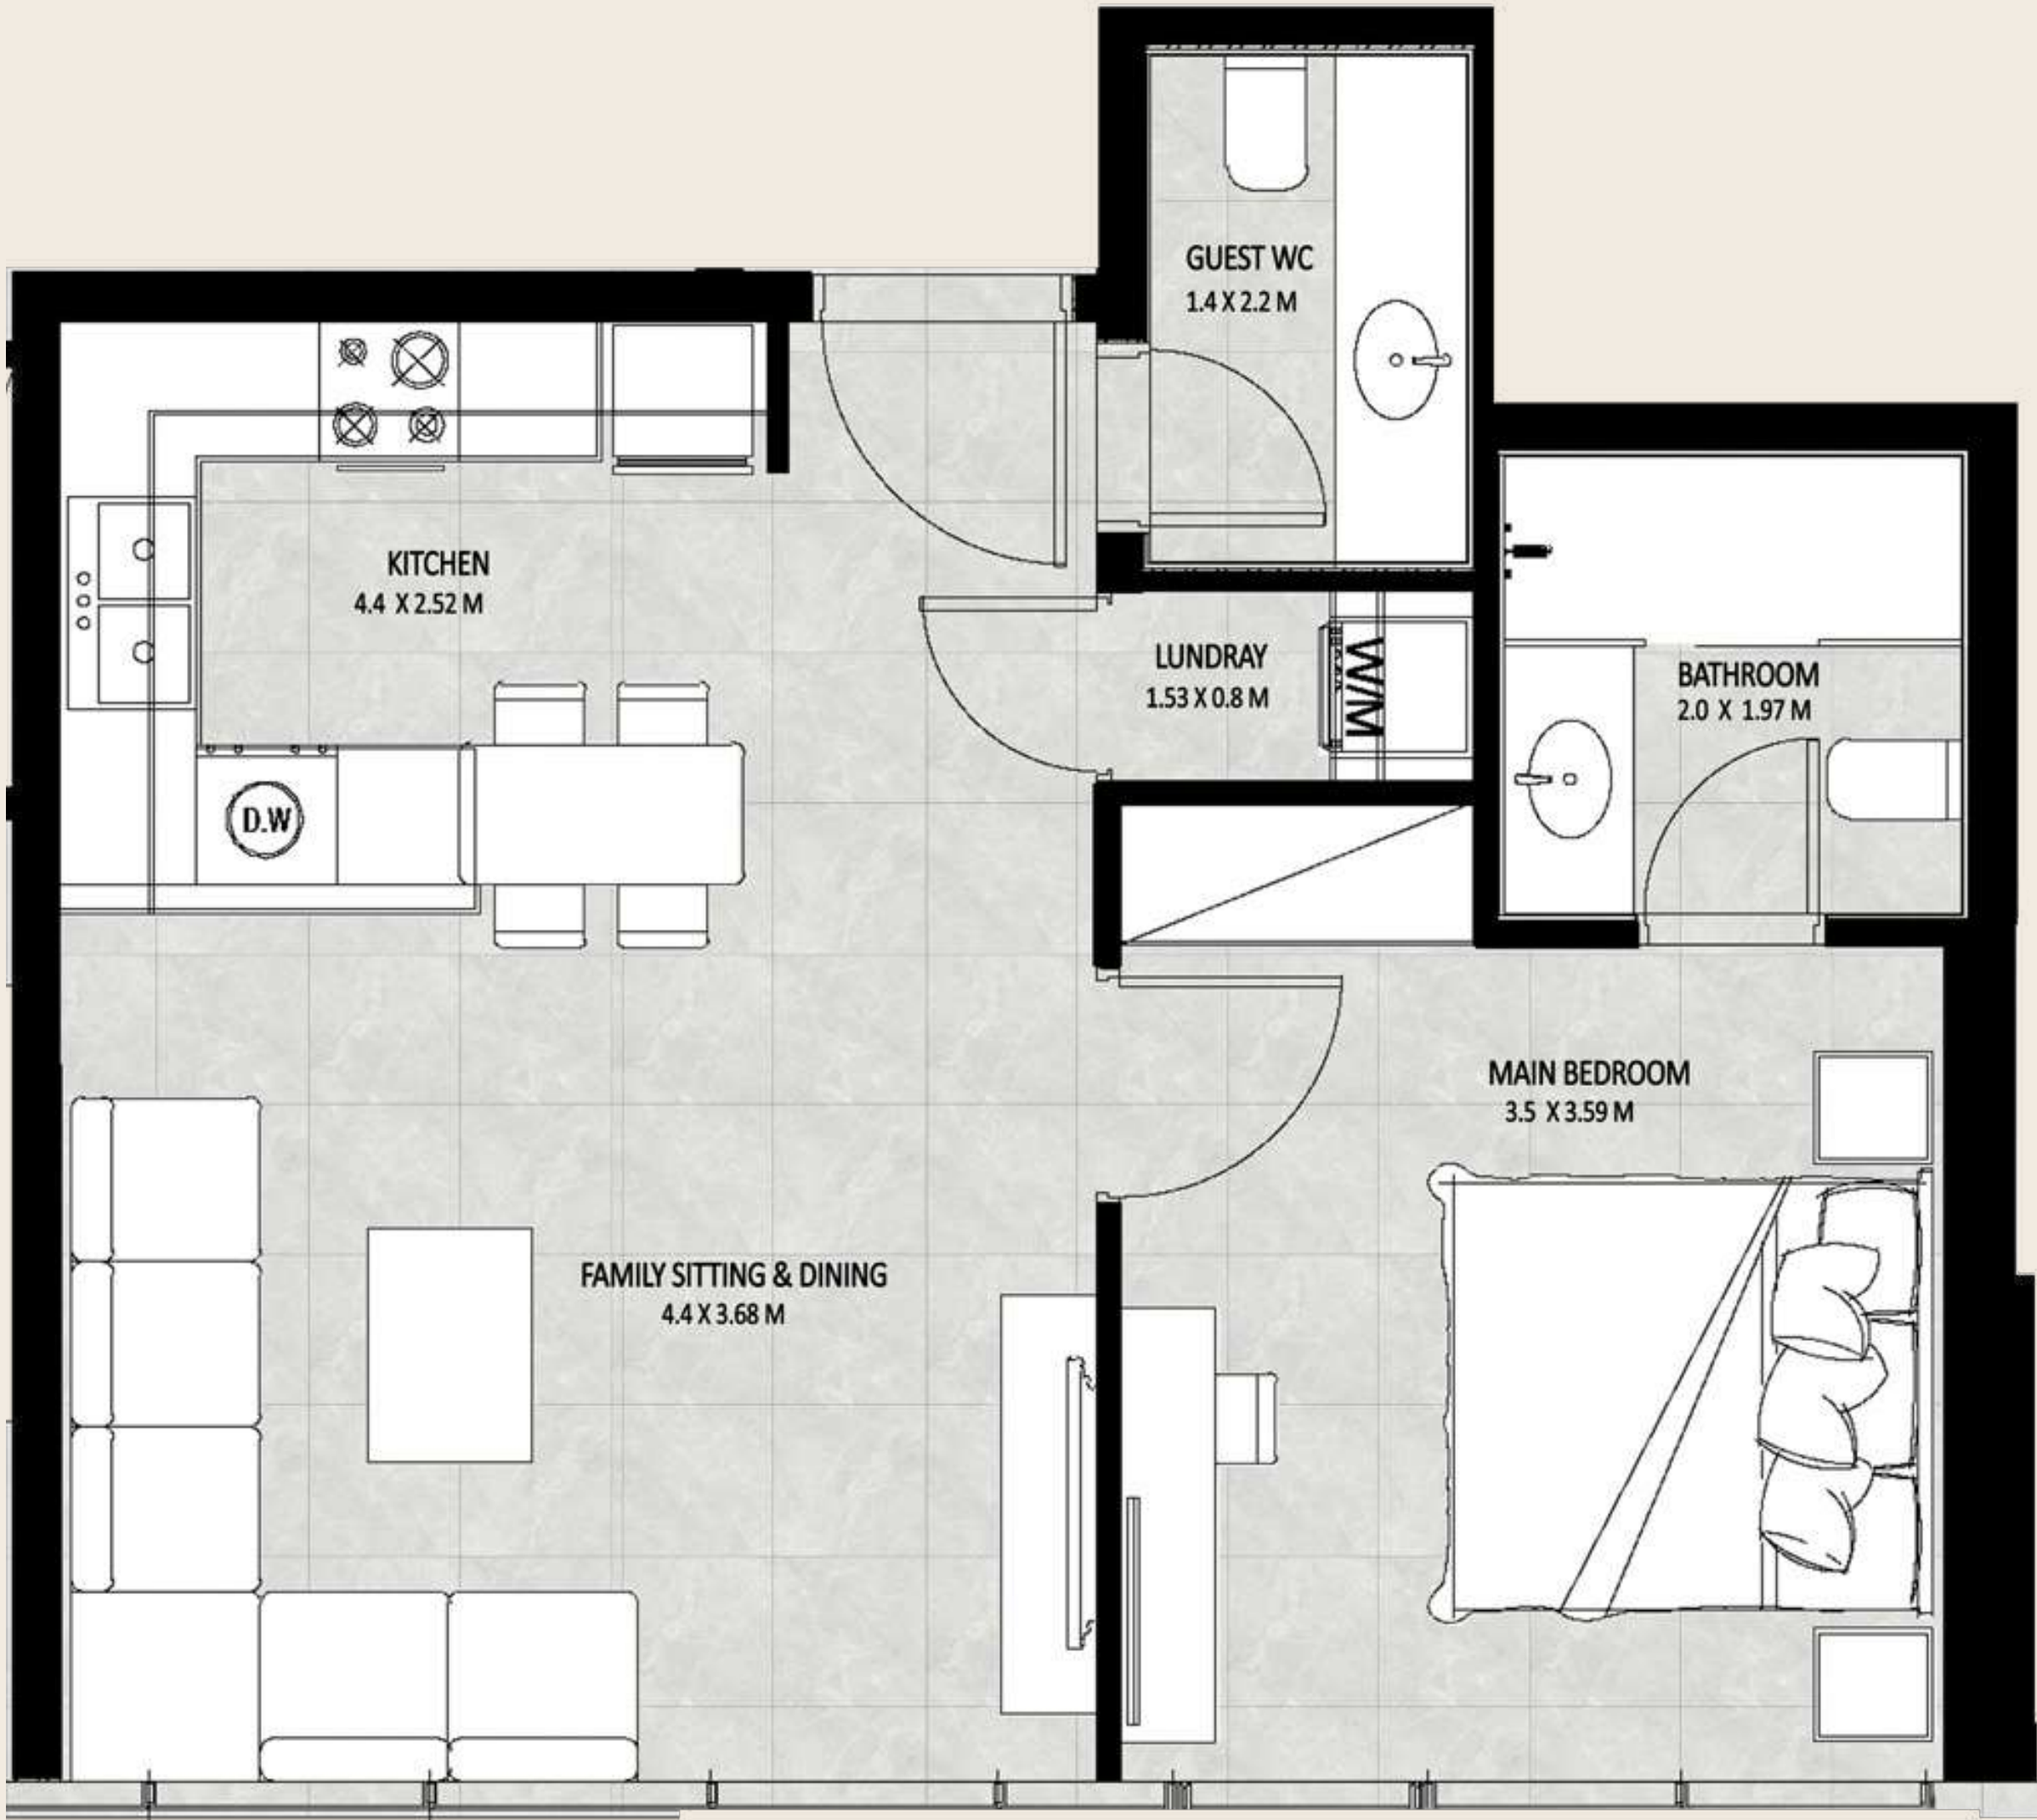 GUEST WC
1.4 X 2.2 M
KITCHEN
4.4 X 2.52 M
LUNDRAY
1.53 X 0.8 M
W/M
BATHROOM
2.0 X 1.97 M
D.W
MAIN BEDROOM
3.5 X 3.59 M
FAMILY SITTING & DINING
4.4 X 3.68 M